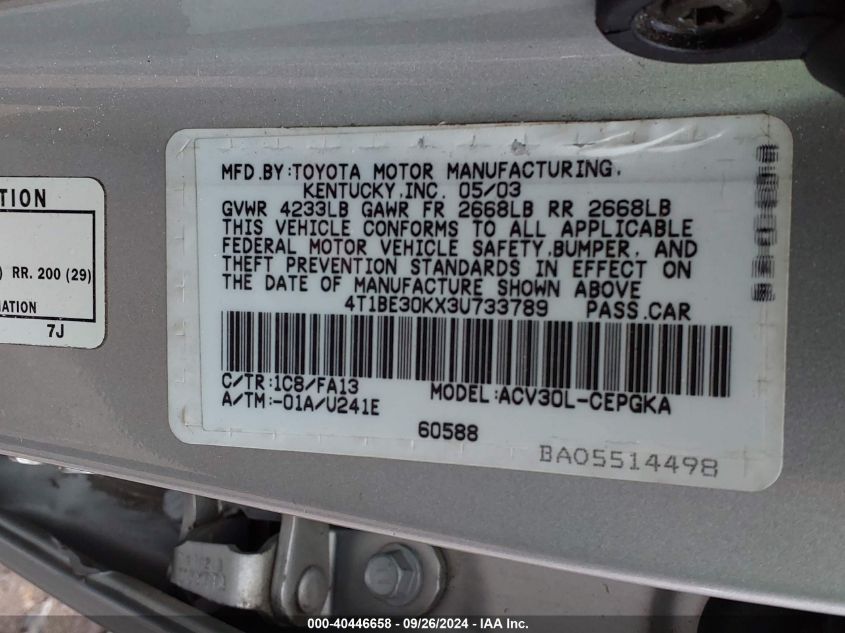 MFD.BY:TOYOTA MOTOR MANUFACTURING,
KENTUCKY,INC. 05/03
GVWR 4233LB GAWR FR 2668LB RR 2668LB
THIS VEHICLE CONFORMS TO ALL APPLICABLE
FEDERAL MOTOR VEHICLE SAFETY,BUMPER, AND
THEFT PREVENTION STANDARDS IN EFFECT ON
THE DATE OF MANUFACTURE SHOWN ABOVE
4T1BE30KX3U733789 PASS.CAR
C/TR:1C8/FA13 MODEL:ACV30L-CEPGKA
A/TM:-01A/U241E
60588
BA05514498
TION
) RR. 200 (29)
MATION
7J
000-40446658 - 09/26/2024 - IAA Inc.